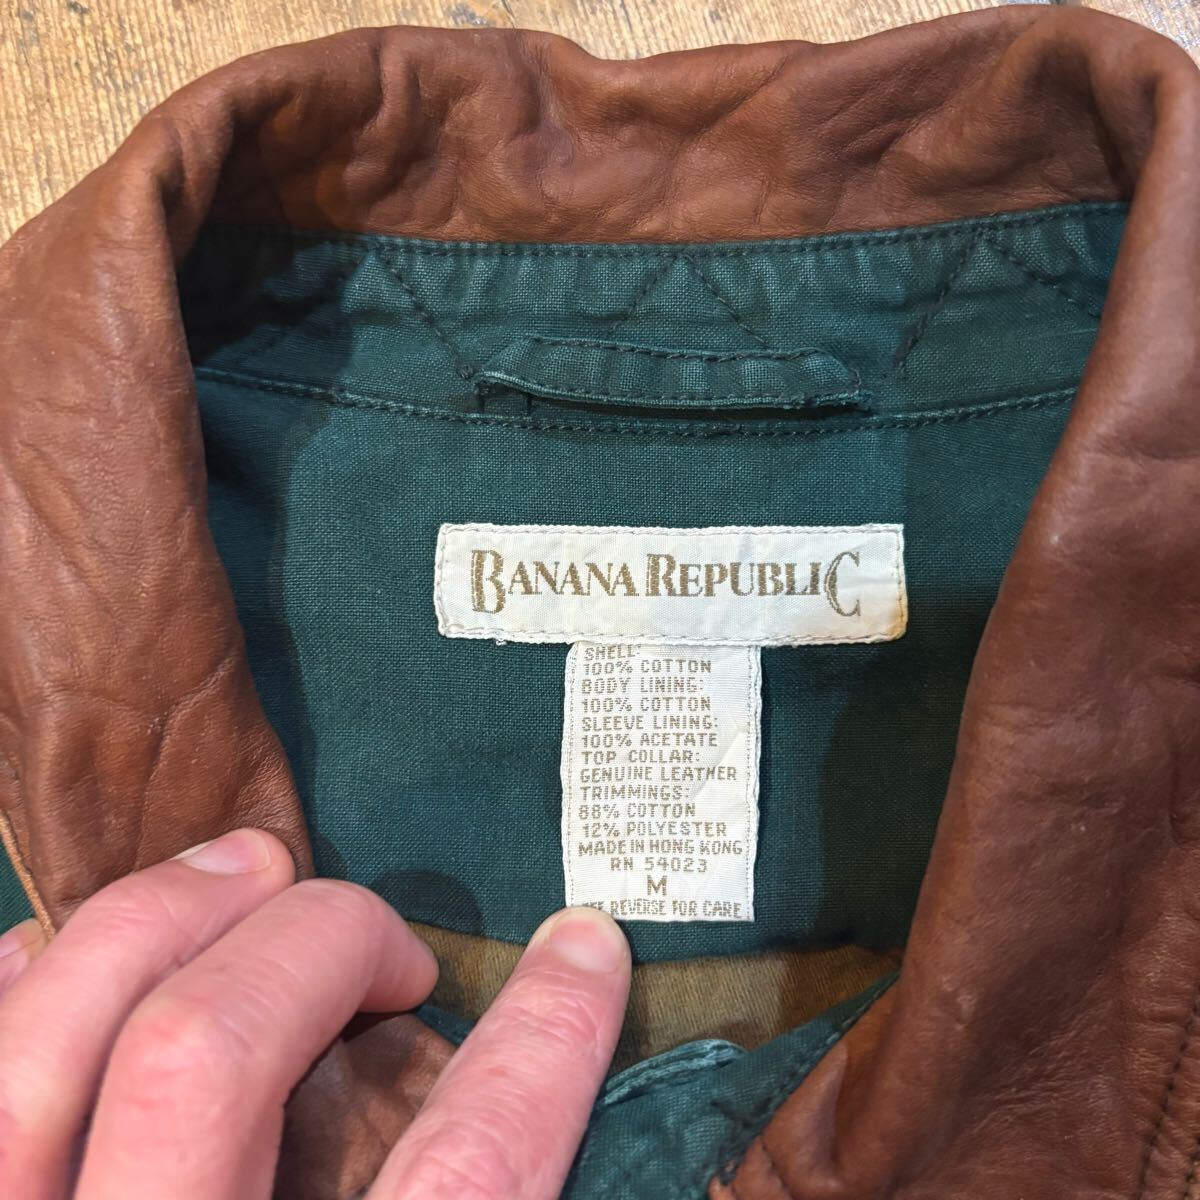 BANANA REPUBLIC
SHELL:
100% COTTON
BODY LINING:
100% COTTON
SLEEVE LINING:
100% ACETATE
TOP COLLAR:
GENUINE LEATHER
TRIMMINGS:
88% COTTON
12% POLYESTER
MADE IN HONG KONG
RN 54023
M
SEE REVERSE FOR CARE